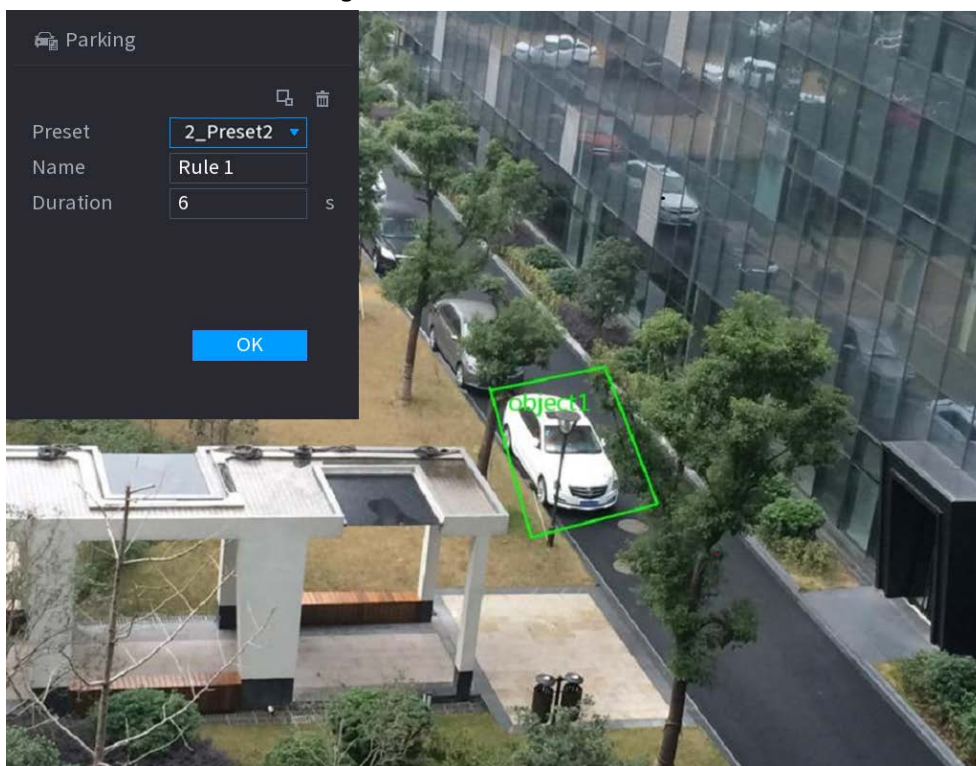 Parking
Preset 2_Preset2
Name Rule 1
Duration 6 s
OK
object1